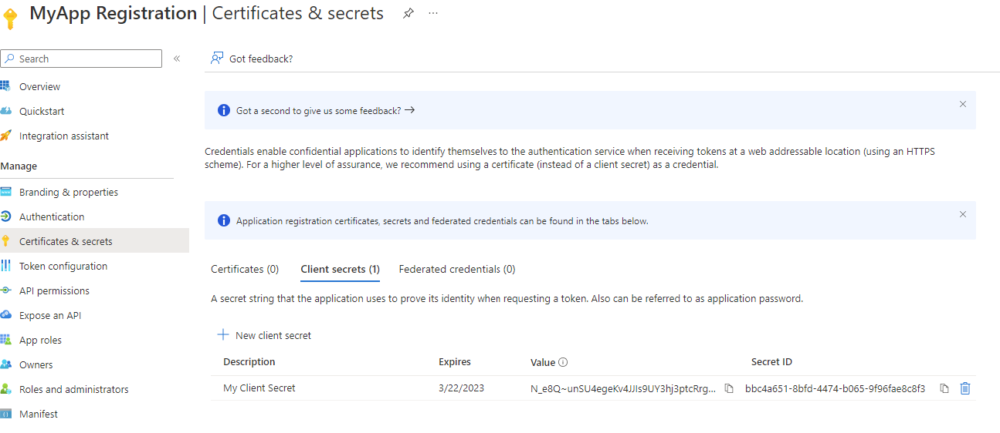 MyApp Registration | Certificates & secrets
Search
Overview
Quickstart
Integration assistant
Manage
Branding & properties
Authentication
Certificates & secrets
Token configuration
API permissions
Expose an API
App roles
Owners
Roles and administrators
Manifest
Got feedback?
Got a second to give us some feedback?
Credentials enable confidential applications to identify themselves to the authentication service when receiving tokens at a web addressable location (using an HTTPS
scheme). For a higher level of assurance, we recommend using a certificate (instead of a client secret) as a credential.
Application registration certificates, secrets and federated credentials can be found in the tabs below.
Certificates (0) Client secrets (1) Federated credentials (0)
A secret string that the application uses to prove its identity when requesting a token. Also can be referred to as application password.
New client secret
Description Expires Value Secret ID
My Client Secret 3/22/2023 N_e8Q~unSU4egeKv4JJIs9UY3hj3ptcRrg... bbc4a651-8bfd-4474-b065-9f96fae8c8f3